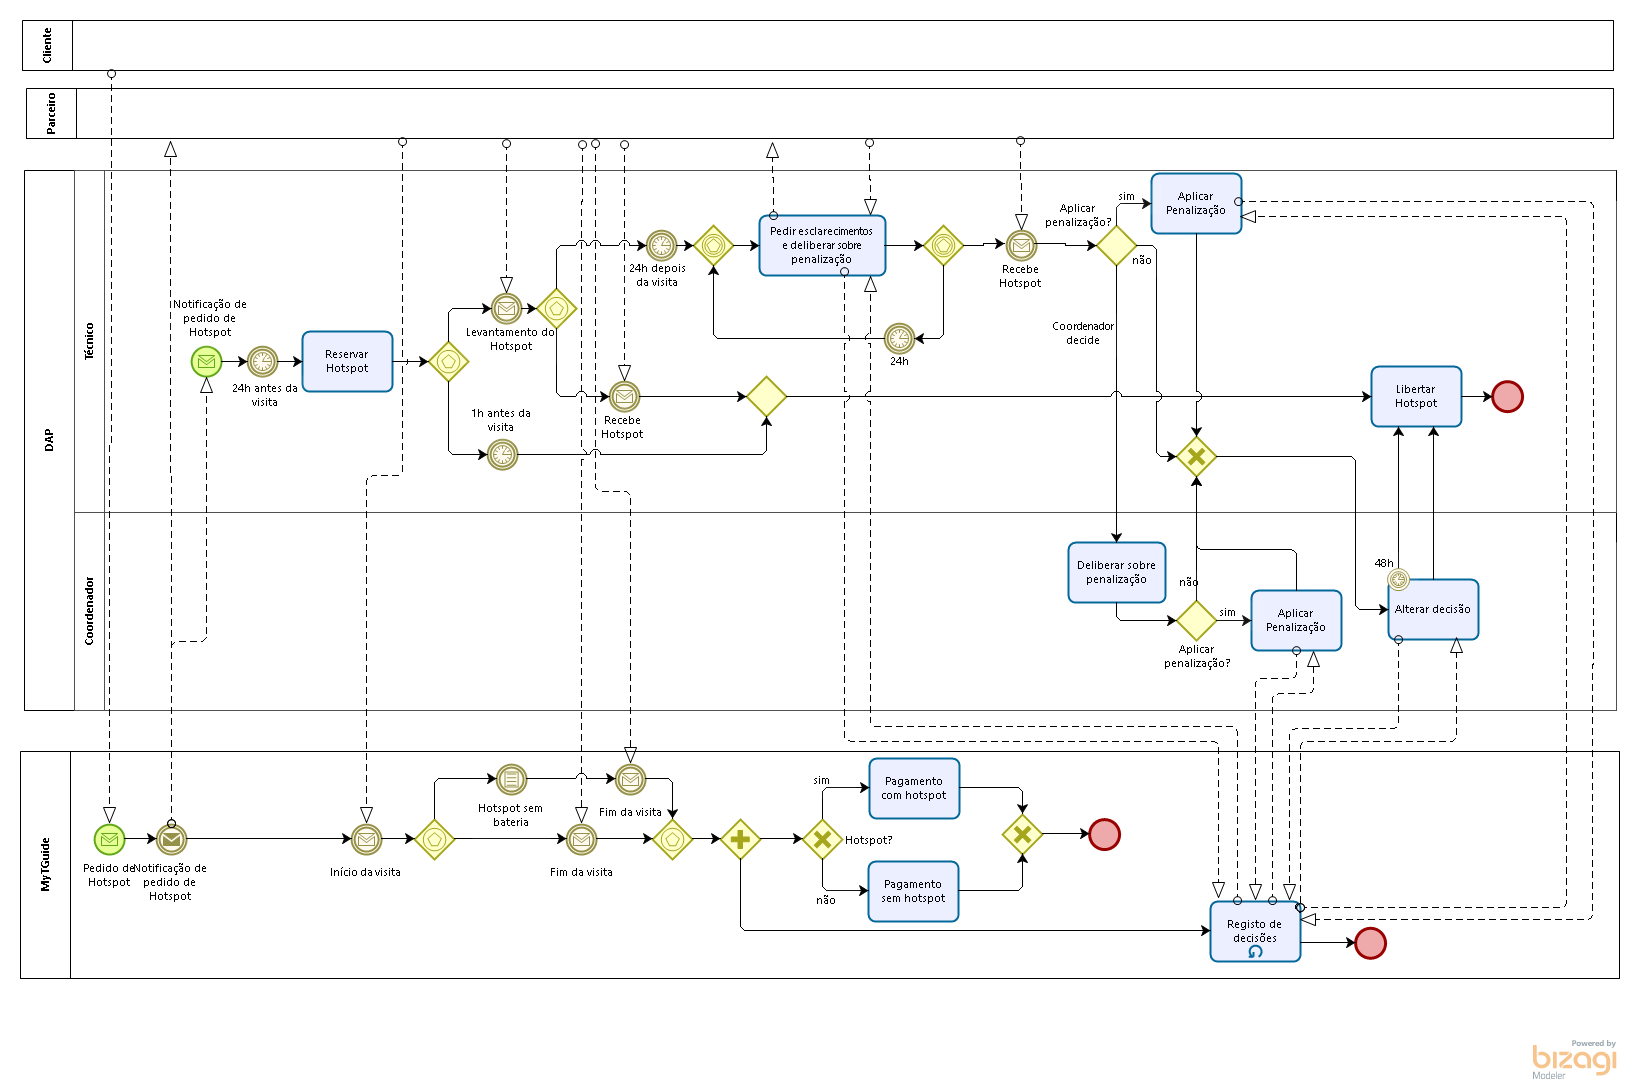 Cliente
Parceiro
DAP
Técnico
Notificação de
pedido de
Hotspot
24h antes da
visita
Reservar
Hotspot
Levantamento do
Hotspot
1h antes da
visita
24h depois
da visita
Recebe
Hotspot
Pedir esclarecimentos
e deliberar sobre
penalização
24h
Recebe
Hotspot
Aplicar
penalização?
sim
não
Aplicar
Penalização
Coordenador
decide
Libertar
Hotspot
Coordenador
Deliberar sobre
penalização
não
sim
Aplicar
penalização?
Aplicar
Penalização
48h
Alterar decisão
MyTGuide
Pedido de
Hotspot
Notificação de
pedido de
Hotspot
Início da visita
Hotspot sem
bateria
Fim da visita
Fim da visita
sim
Hotspot?
não
Pagamento
com hotspot
Pagamento
sem hotspot
Registo de
decisões
Powered by
bizagi
Modeler